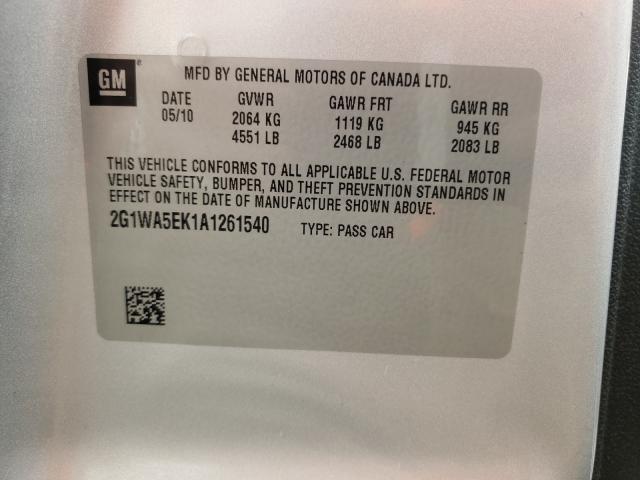 GM
MFD BY GENERAL MOTORS OF CANADA LTD.
DATE GVWR GAWR FRT GAWR RR
05/10 2064 KG 1119 KG 945 KG
4551 LB 2468 LB 2083 LB
THIS VEHICLE CONFORMS TO ALL APPLICABLE U.S. FEDERAL MOTOR
VEHICLE SAFETY, BUMPER, AND THEFT PREVENTION STANDARDS IN
EFFECT ON THE DATE OF MANUFACTURE SHOWN ABOVE.
2G1WA5EK1A1261540 TYPE: PASS CAR